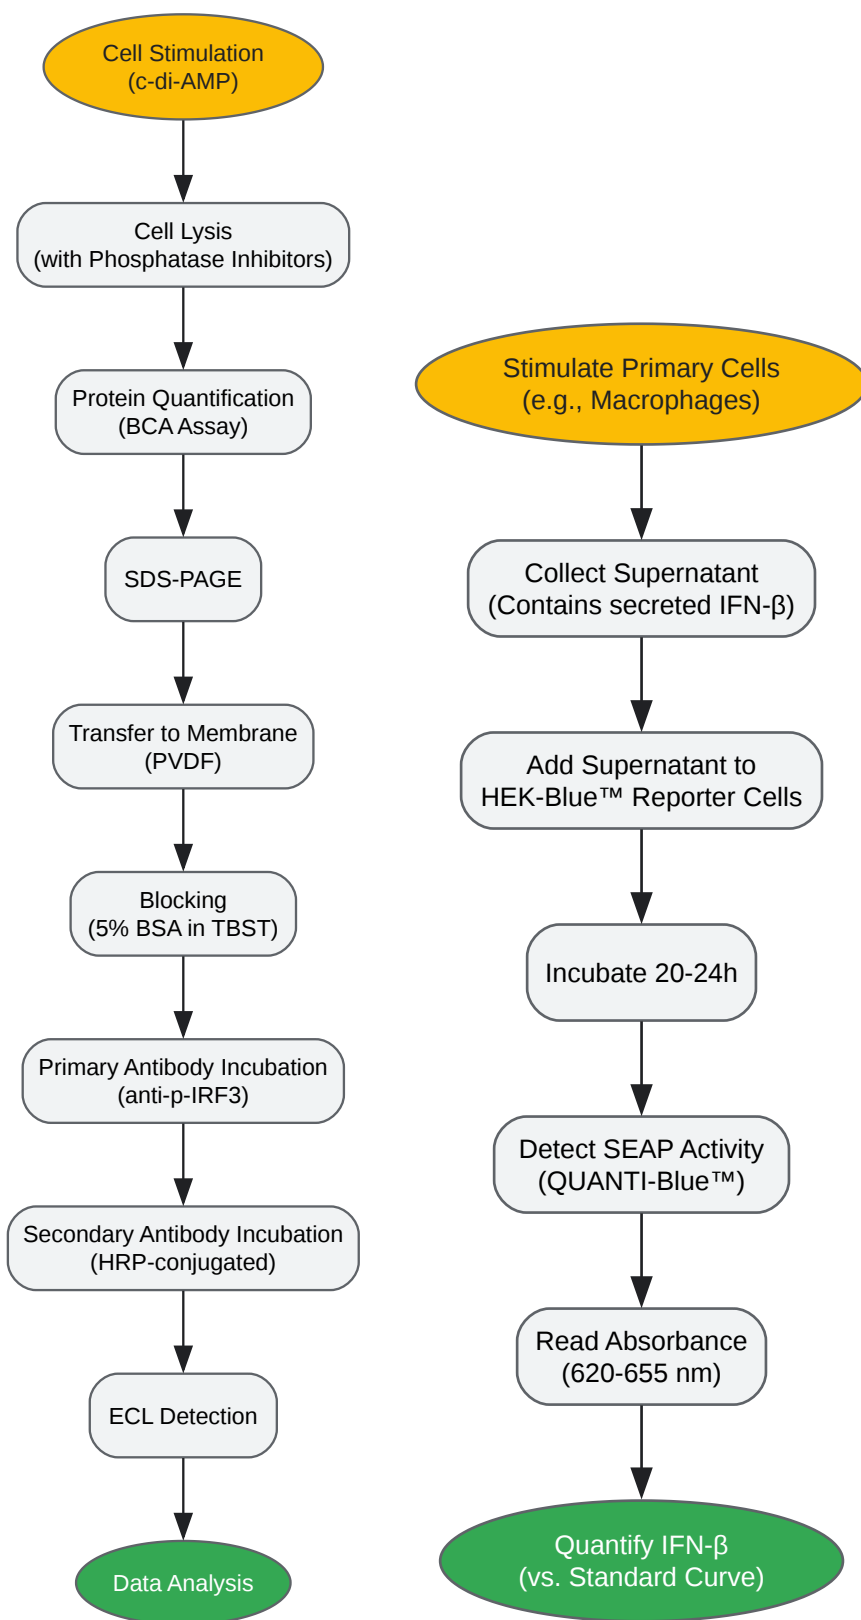 Cell Stimulation
(c-di-AMP)
Cell Lysis
(with Phosphatase Inhibitors)
Protein Quantification
(BCA Assay)
SDS-PAGE
Transfer to Membrane
(PVDF)
Blocking
(5% BSA in TBST)
Primary Antibody Incubation
(anti-p-IRF3)
Secondary Antibody Incubation
(HRP-conjugated)
ECL Detection
Data Analysis
Stimulate Primary Cells
(e.g., Macrophages)
Collect Supernatant
(Contains secreted IFN-β)
Add Supernatant to
HEK-Blue™ Reporter Cells
Incubate 20-24h
Detect SEAP Activity
(QUANTI-Blue™)
Read Absorbance
(620-655 nm)
Quantify IFN-β
(vs. Standard Curve)